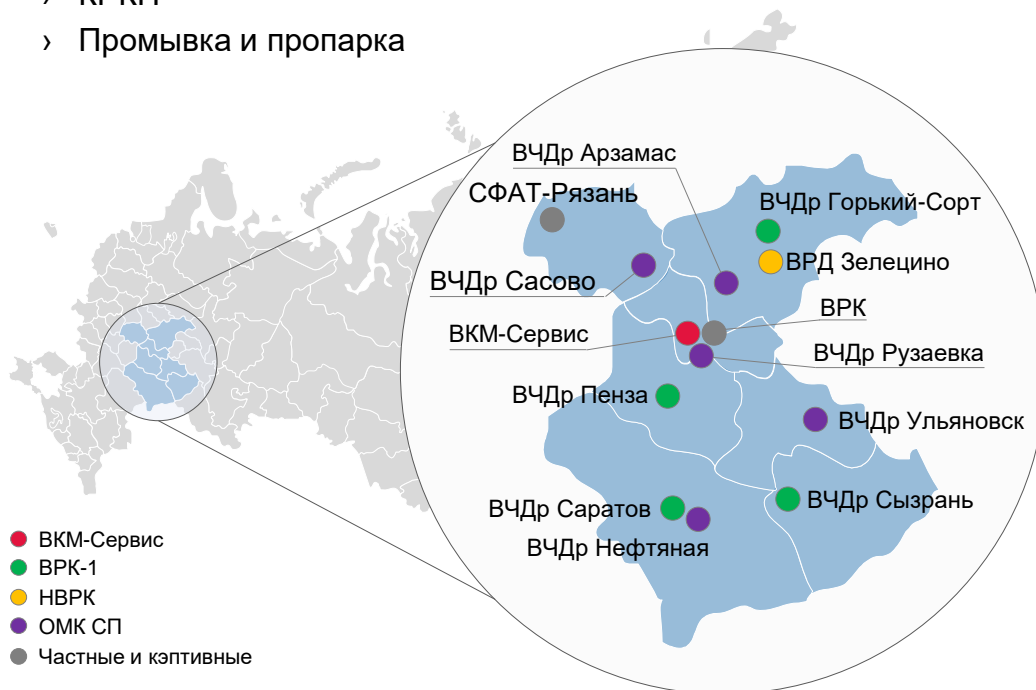 › Промывка и пропарка
ВЧДр Арзамас
СФАТ-Рязань
ВЧДр Горький-Сорт
ВРД Зелецино
ВЧДр Сасово
ВРК
ВКМ-Сервис
ВЧДр Рузаевка
ВЧДр Пенза
ВЧДр Ульяновск
ВЧДр Саратов
ВЧДр Сызрань
ВЧДр Нефтяная
ВКМ-Сервис
ВРК-1
НВРК
ОМК СП
Частные и кэптивные